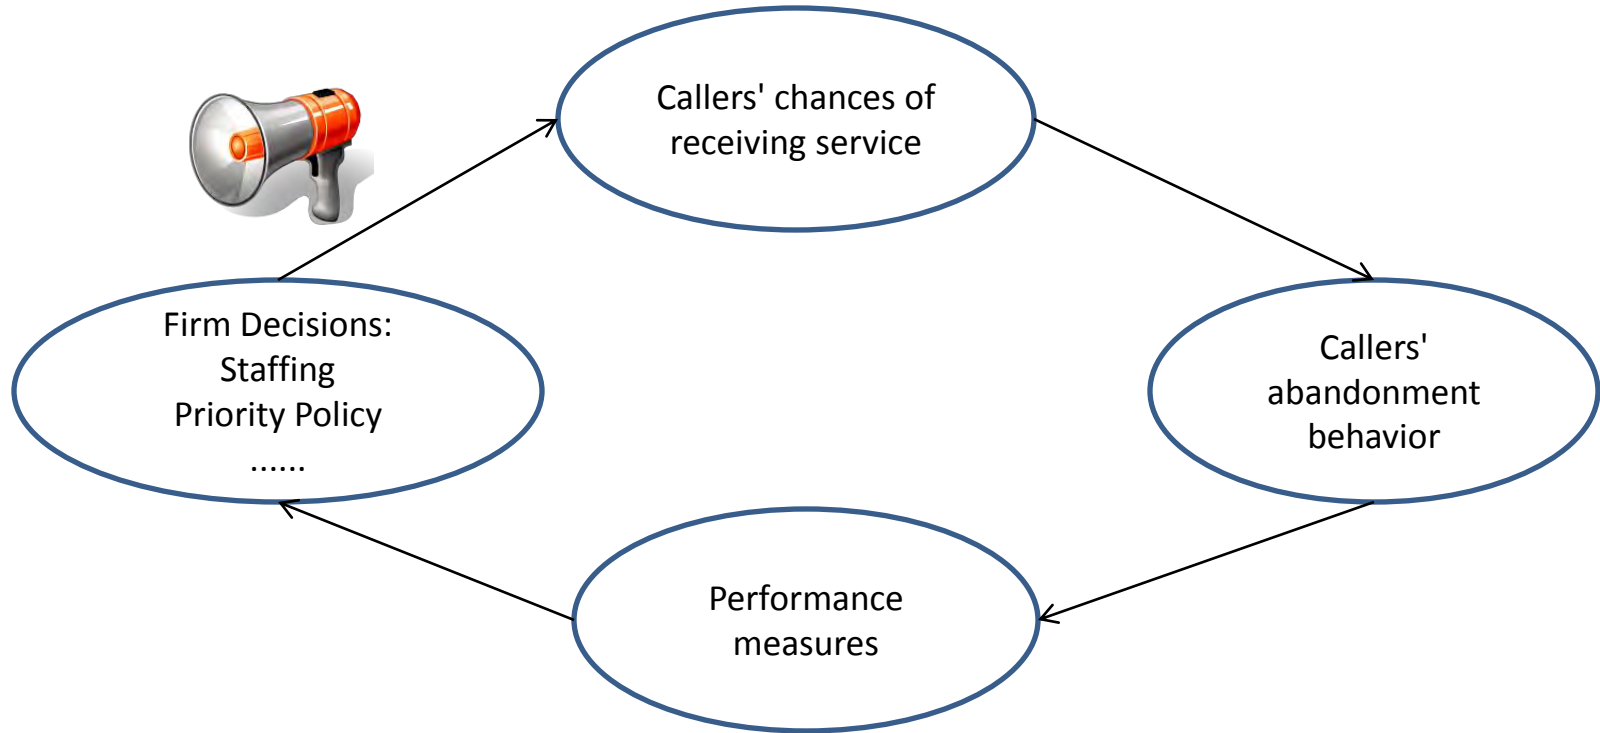 Callers' chances of
receiving service
Firm Decisions:
Staffing
Priority Policy
......
Callers'
abandonment
behavior
Performance
measures